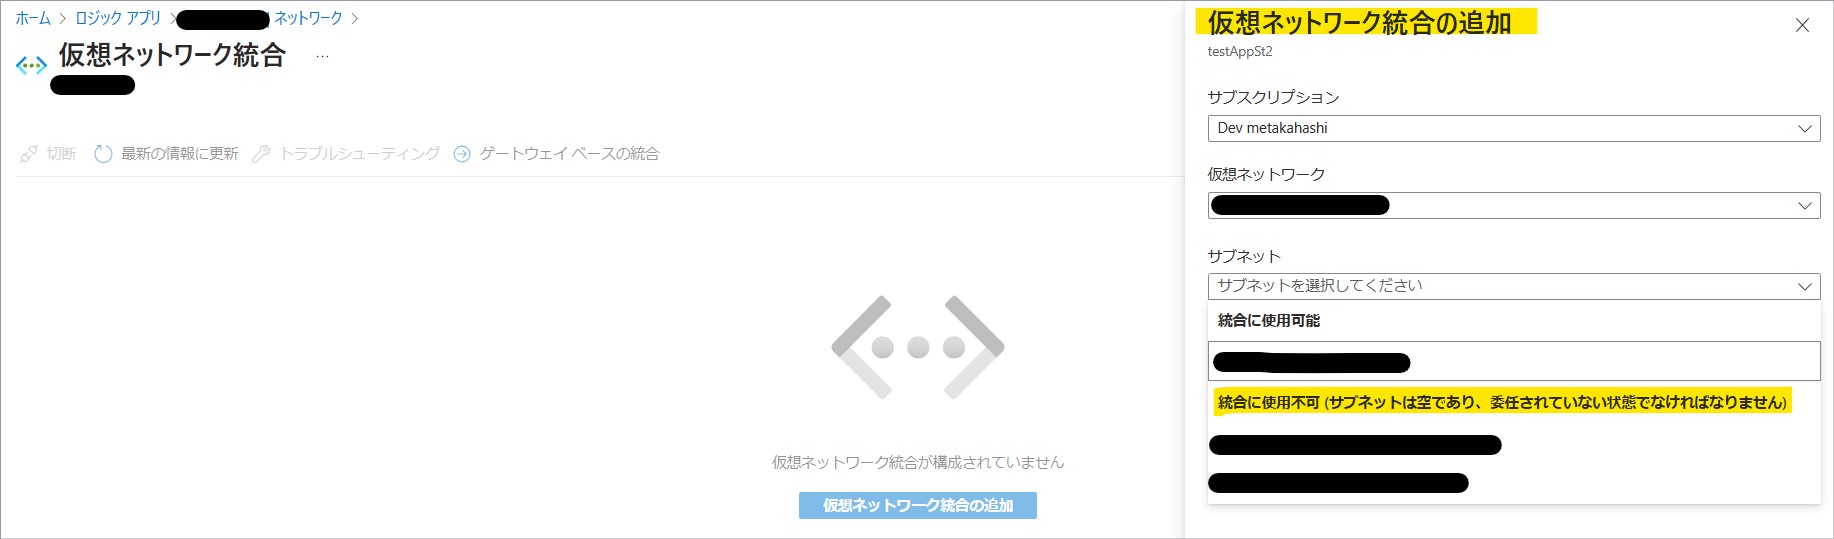 ホーム > ロジック アプリ > ネットワーク >
仮想ネットワーク統合 ...
切断 最新の情報に更新 トラブルシューティング ゲートウェイ ベースの統合
仮想ネットワーク統合が構成されていません
仮想ネットワーク統合の追加
仮想ネットワーク統合の追加
testAppSt2
サブスクリプション
Dev metakahashi
仮想ネットワーク
サブネット
サブネットを選択してください
統合に使用可能
統合に使用不可 (サブネットは空であり、委任されていない状態でなければなりません)